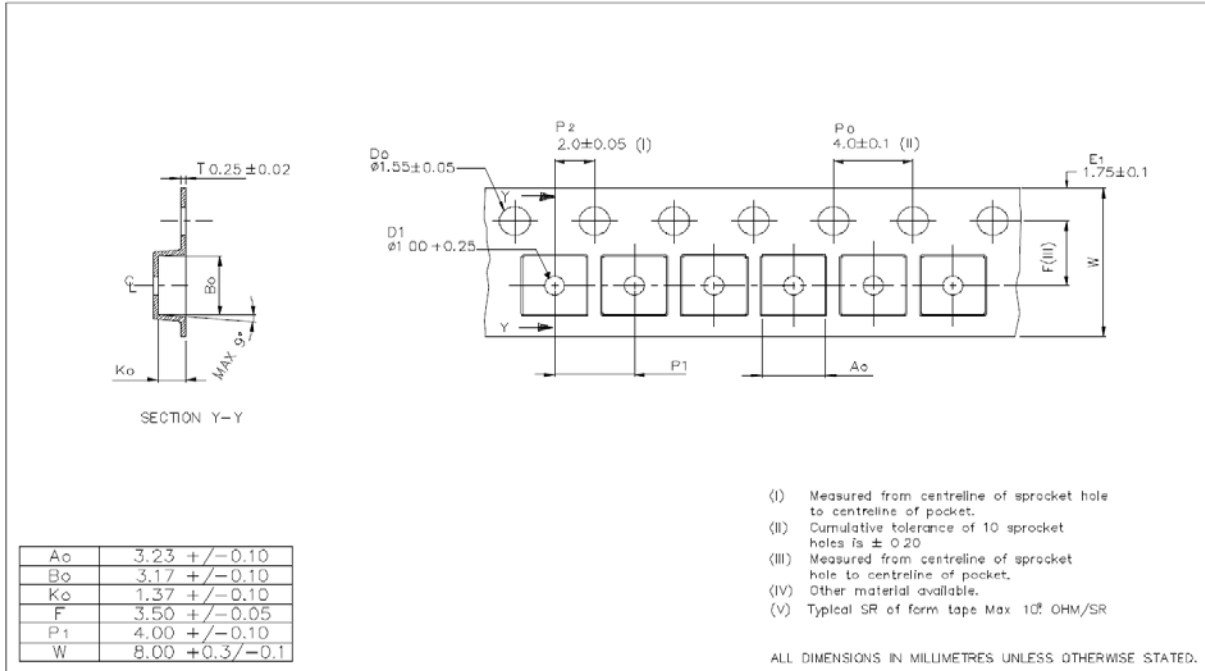 P2
2.0±0.05 (I)
Po
4.0±0.1 (II)
Do
ø1.55±0.05
E1
1.75±0.1
T 0.25±0.02
Y
D1
ø1.00 +0.25
Bo
F(III)
W
Y
Ko
MAX 9°
P1
Ao
SECTION Y-Y
(I) Measured from centreline of sprocket hole
to centreline of pocket.
(II) Cumulative tolerance of 10 sprocket
holes is ± 0.20
(III) Measured from centreline of sprocket
hole to centreline of pocket.
(IV) Other material available.
(V) Typical SR of form tape Max OHM/SR
ALL DIMENSIONS IN MILLIMETRES UNLESS OTHERWISE STATED.
Ao 3.23 +/-0.10
Bo 3.17 +/-0.10
Ko 1.37 +/-0.10
F 3.50 +/-0.05
P1 4.00 +/-0.10
W 8.00 +0.3/-0.1